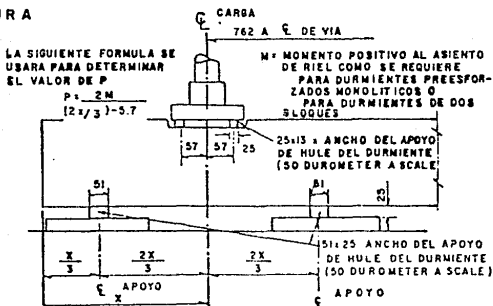 URA
℄ CARGA
762 A ℄ DE VIA
LA SIGUIENTE FORMULA SE
USARA PARA DETERMINAR
EL VALOR DE P
P= 2M
(2x/3)-5.7
M= MOMENTO POSITIVO AL ASIENTO
DE RIEL COMO SE REQUIERE
PARA DURMIENTES PREESFOR-
ZADOS MONOLITICOS O
PARA DURMIENTES DE DOS
BLOQUES
57 57 25
25x13 x ANCHO DEL APOYO
DE HULE DEL DURMIENTE
(50 DUROMETER A SCALE)
51
51
25
51x25 ANCHO DEL APOYO
DE HULE DEL DURMIENTE
(50 DUROMETER A SCALE)
X/3
2X/3
2X/3
℄ APOYO
X
℄ APOYO